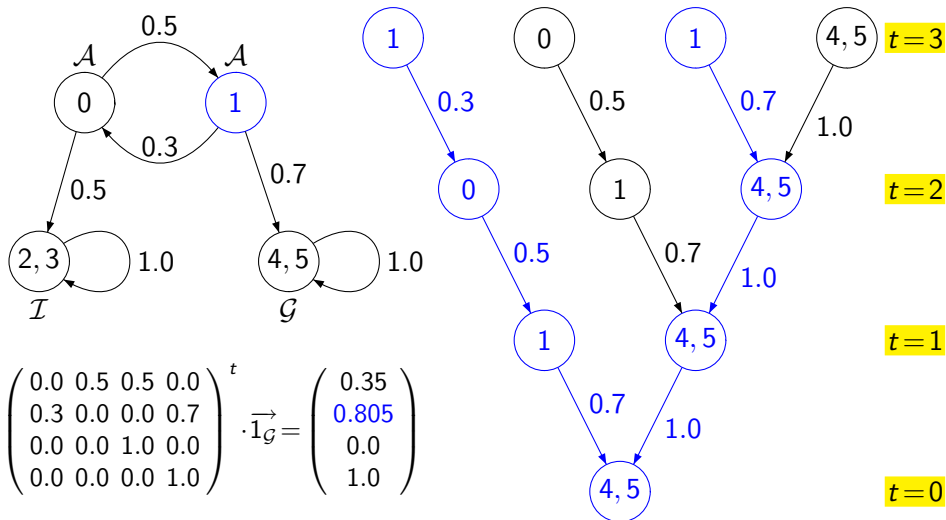 𝒜 𝒜
0.5
0 1
0.3
0.5 0.7
2, 3 1.0
4, 5 1.0
ℐ 𝒢
( 0.0 0.5 0.5 0.0 ) t ( 0.35 )
( 0.3 0.0 0.0 0.7 ) · 1⃗𝒢 = ( 0.805 )
( 0.0 0.0 1.0 0.0 ) ( 0.0 )
( 0.0 0.0 0.0 1.0 ) ( 1.0 )
1 0 1 4, 5 t = 3
0.3 0.5 0.7 1.0
0 1 4, 5 t = 2
0.5 0.7 1.0
1 4, 5 t = 1
0.7 1.0
4, 5 t = 0